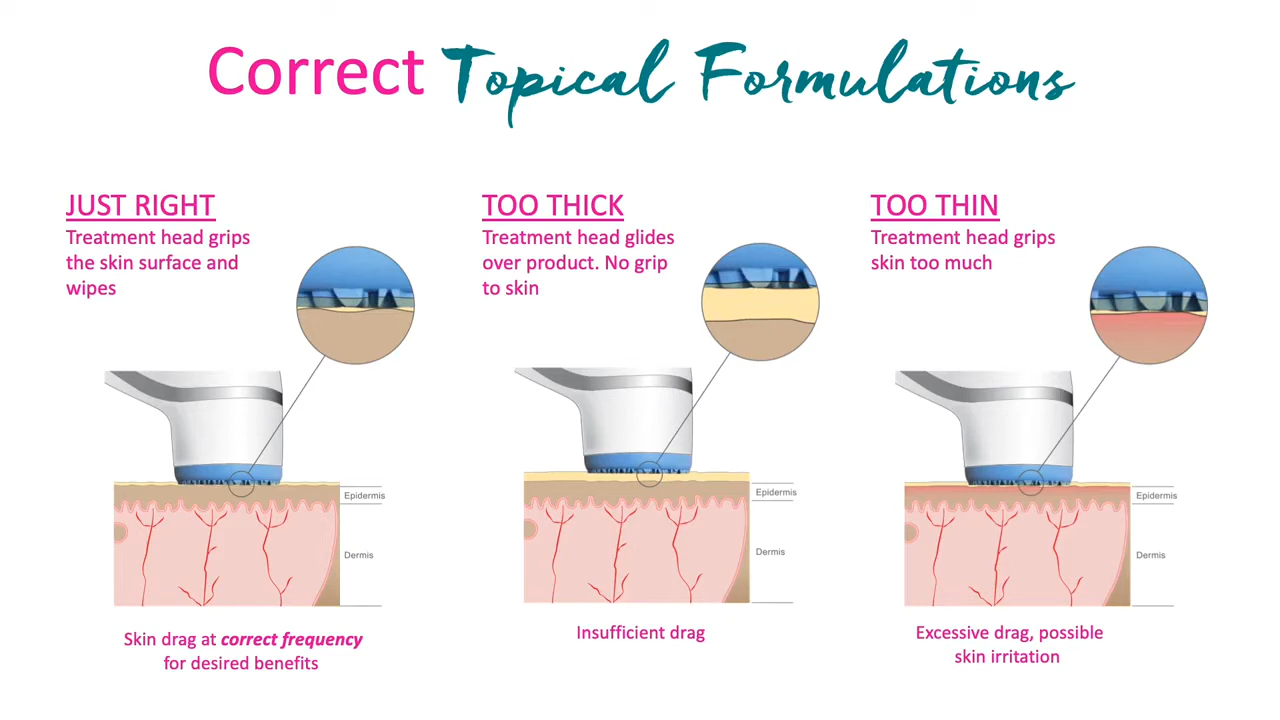 Correct Topical Formulations
JUST RIGHT
Treatment head grips
the skin surface and
wipes
Epidermis
Dermis
Skin drag at correct frequency
for desired benefits
TOO THICK
Treatment head glides
over product. No grip
to skin
Epidermis
Dermis
Insufficient drag
TOO THIN
Treatment head grips
skin too much
Epidermis
Dermis
Excessive drag, possible
skin irritation